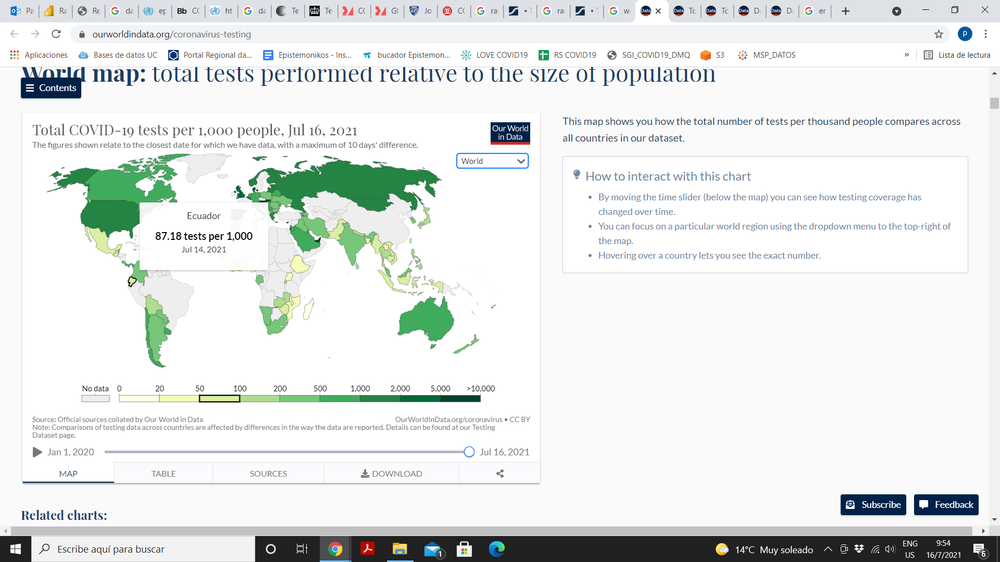 Pa
Ra
Re
da
ep
Bb CC
ht
da
Te
Te
CC
Gl
Jo
CC
ra
ra
w
Data
Data Tc
Data Tc
Data D
Data D
er
ourworldindata.org/coronavirus-testing
p
Aplicaciones
Bases de datos UC
Portal Regional da...
Epistemonikos - Ins...
bucador Epistemon...
LOVE COVID19
RS COVID19
SGI_COVID19_DMQ
S3
MSP_DATOS
»
Lista de lectura
World map: total tests performed relative to the size of population
Contents
Total COVID-19 tests per 1,000 people, Jul 16, 2021
The figures shown relate to the closest date for which we have data, with a maximum of 10 days' difference.
Our World
in Data
World
Ecuador
87.18 tests per 1,000
Jul 14, 2021
No data 0 20 50 100 200 500 1,000 2,000 5,000 >10,000
Source: Official sources collated by Our World in Data
OurWorldInData.org/coronavirus • CC BY
Note: Comparisons of testing data across countries are affected by differences in the way the data are reported. Details can be found at our Testing
Dataset page.
Jan 1, 2020
Jul 16, 2021
MAP
TABLE
SOURCES
DOWNLOAD
This map shows you how the total number of tests per thousand people compares across
all countries in our dataset.
How to interact with this chart
• By moving the time slider (below the map) you can see how testing coverage has
changed over time.
• You can focus on a particular world region using the dropdown menu to the top-right of
the map.
• Hovering over a country lets you see the exact number.
Related charts:
Subscribe
Feedback
Escribe aquí para buscar
1
14°C Muy soleado
ENG
US
9:54
16/7/2021
6